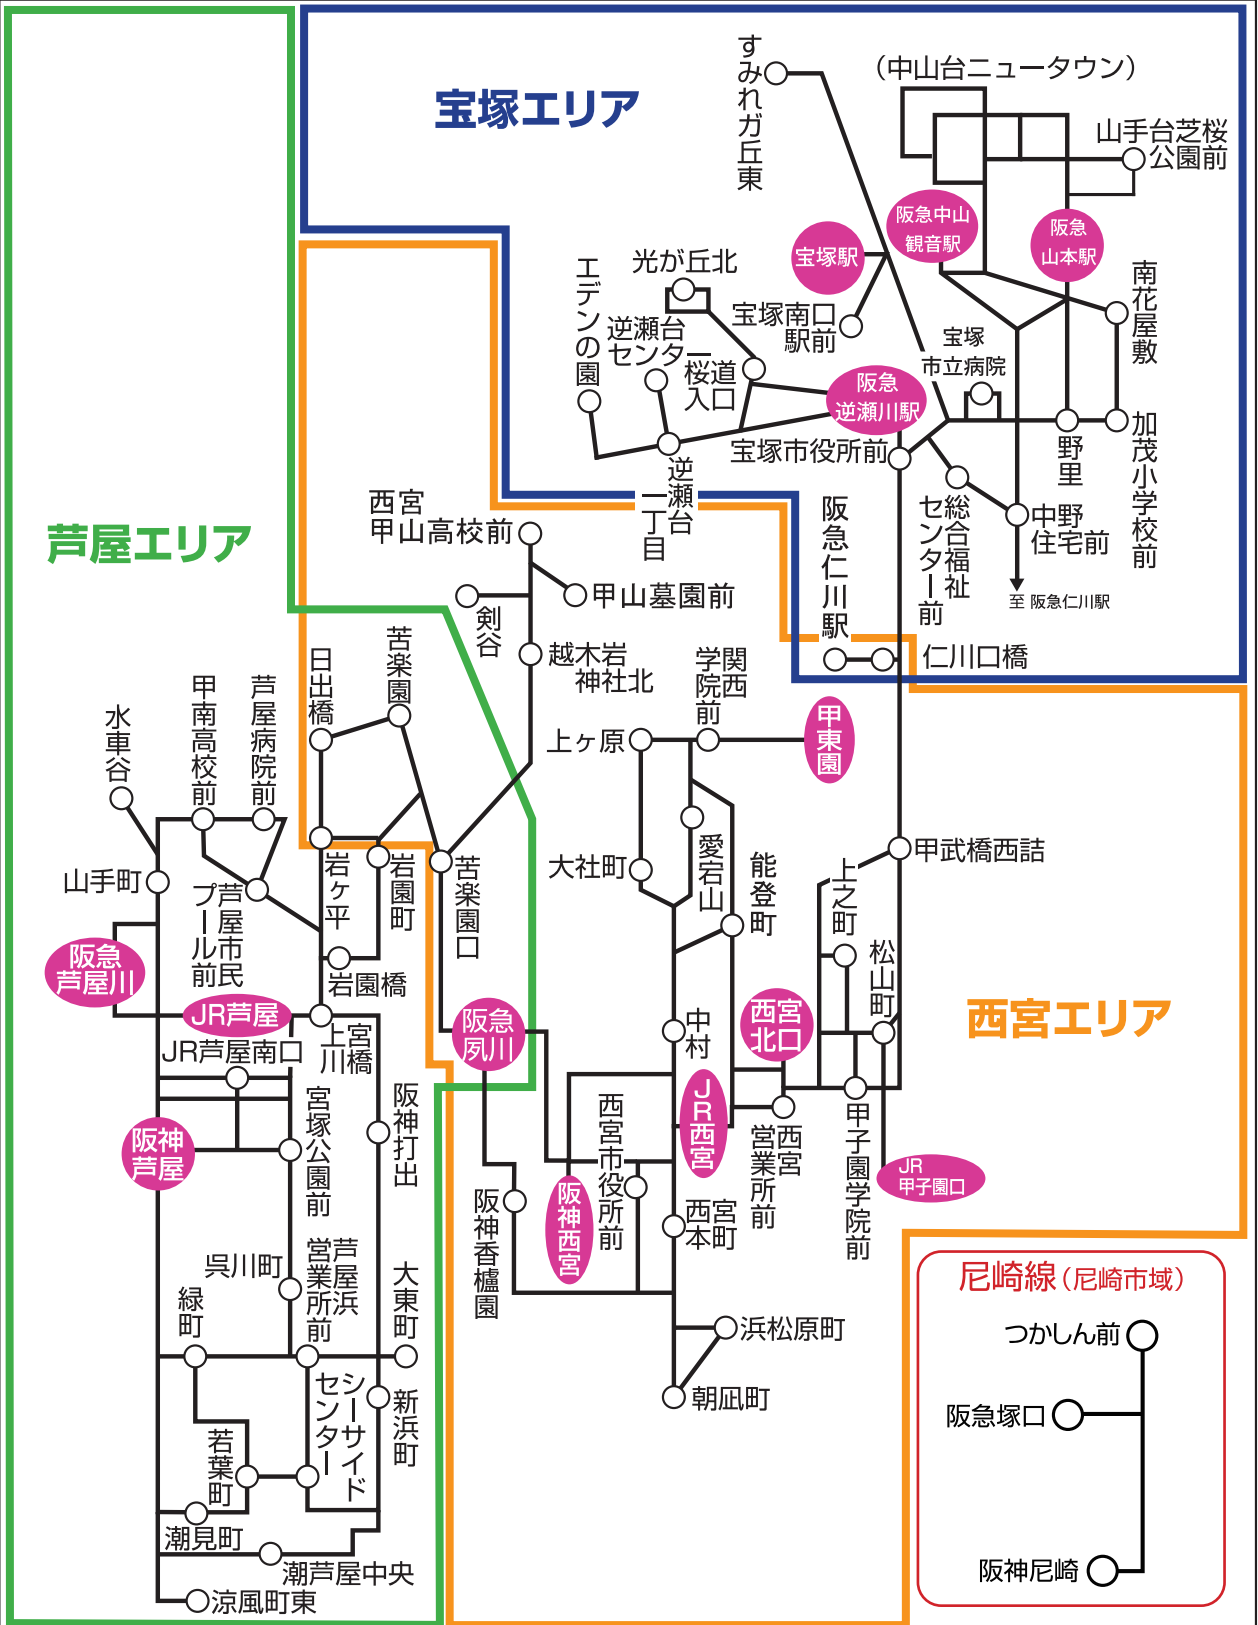 宝塚エリア
すみれガ丘東
（中山台ニュータウン）
山手台芝桜
公園前
阪急中山
観音駅
阪急
山本駅
宝塚駅
南花屋敷
光が丘北
エデンの園
逆瀬台
センター
宝塚南口
駅前
宝塚
市立病院
桜道
入口
阪急
逆瀬川駅
宝塚市役所前
野里
加茂小学校前
逆瀬台
一丁目
西宮
甲山高校前
阪急仁川駅
総合福祉
センター前
中野
住宅前
至 阪急仁川駅
芦屋エリア
甲山墓園前
剣谷
越木岩
神社北
仁川口橋
苦楽園
日出橋
甲南高校前
芦屋病院前
水車谷
関西
学院前
上ヶ原
甲東園
山手町
芦屋市民
プール前
岩ヶ平
岩園町
苦楽園口
大社町
愛宕山
能登町
上之町
甲武橋西詰
松山町
阪急
芦屋川
岩園橋
JR芦屋
JR芦屋南口
上宮
川橋
阪急
夙川
中村
西宮
北口
西宮エリア
阪神
芦屋
宮塚公園前
阪神打出
西宮市役所前
JR西宮
西宮
営業所前
甲子園学院前
JR
甲子園口
阪神香櫨園
阪神西宮
西宮
本町
呉川町
緑町
芦屋浜
営業所前
大東町
浜松原町
朝凪町
新浜町
シーサイド
センター
若葉町
潮見町
潮芦屋中央
涼風町東
尼崎線（尼崎市域）
つかしん前
阪急塚口
阪神尼崎